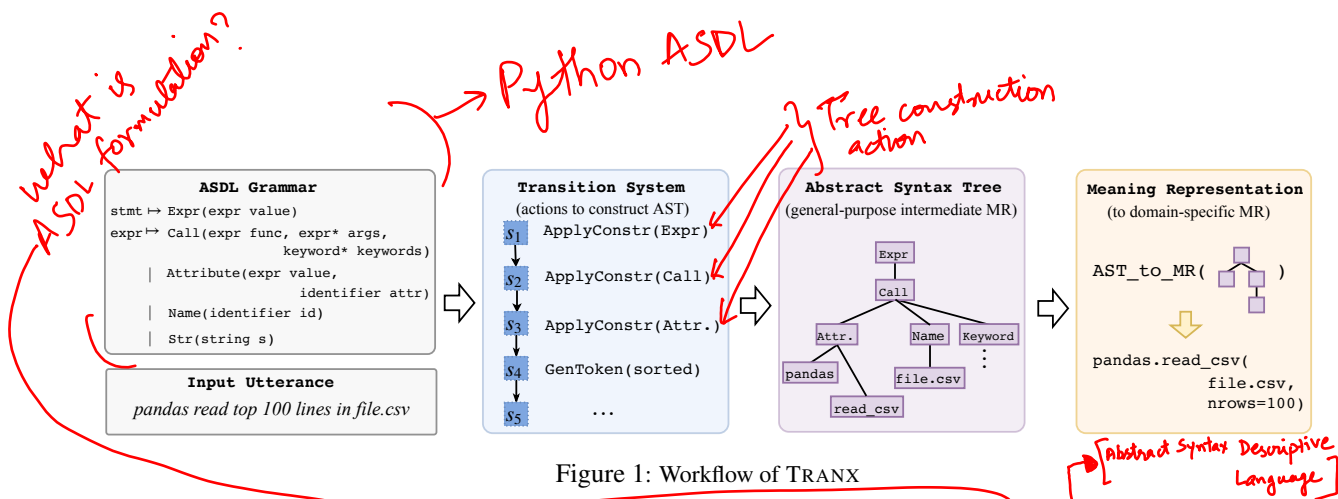 what is
ASDL formulation?
Python ASDL
Tree construction
action
ASDL Grammar
stmt ↦ Expr(expr value)
expr ↦ Call(expr func, expr* args,
keyword* keywords)
| Attribute(expr value,
identifier attr)
| Name(identifier id)
| Str(string s)
Input Utterance
pandas read top 100 lines in file.csv
Transition System
(actions to construct AST)
s1 ApplyConstr(Expr)
s2 ApplyConstr(Call)
s3 ApplyConstr(Attr.)
s4 GenToken(sorted)
s5 ...
Abstract Syntax Tree
(general-purpose intermediate MR)
Expr
Call
Attr. Name Keyword
pandas file.csv ⋮
read_csv
Meaning Representation
(to domain-specific MR)
AST_to_MR( )
pandas.read_csv(
file.csv,
nrows=100)
[Abstract Syntax Descriptive
Language]
Figure 1: Workflow of TRANX